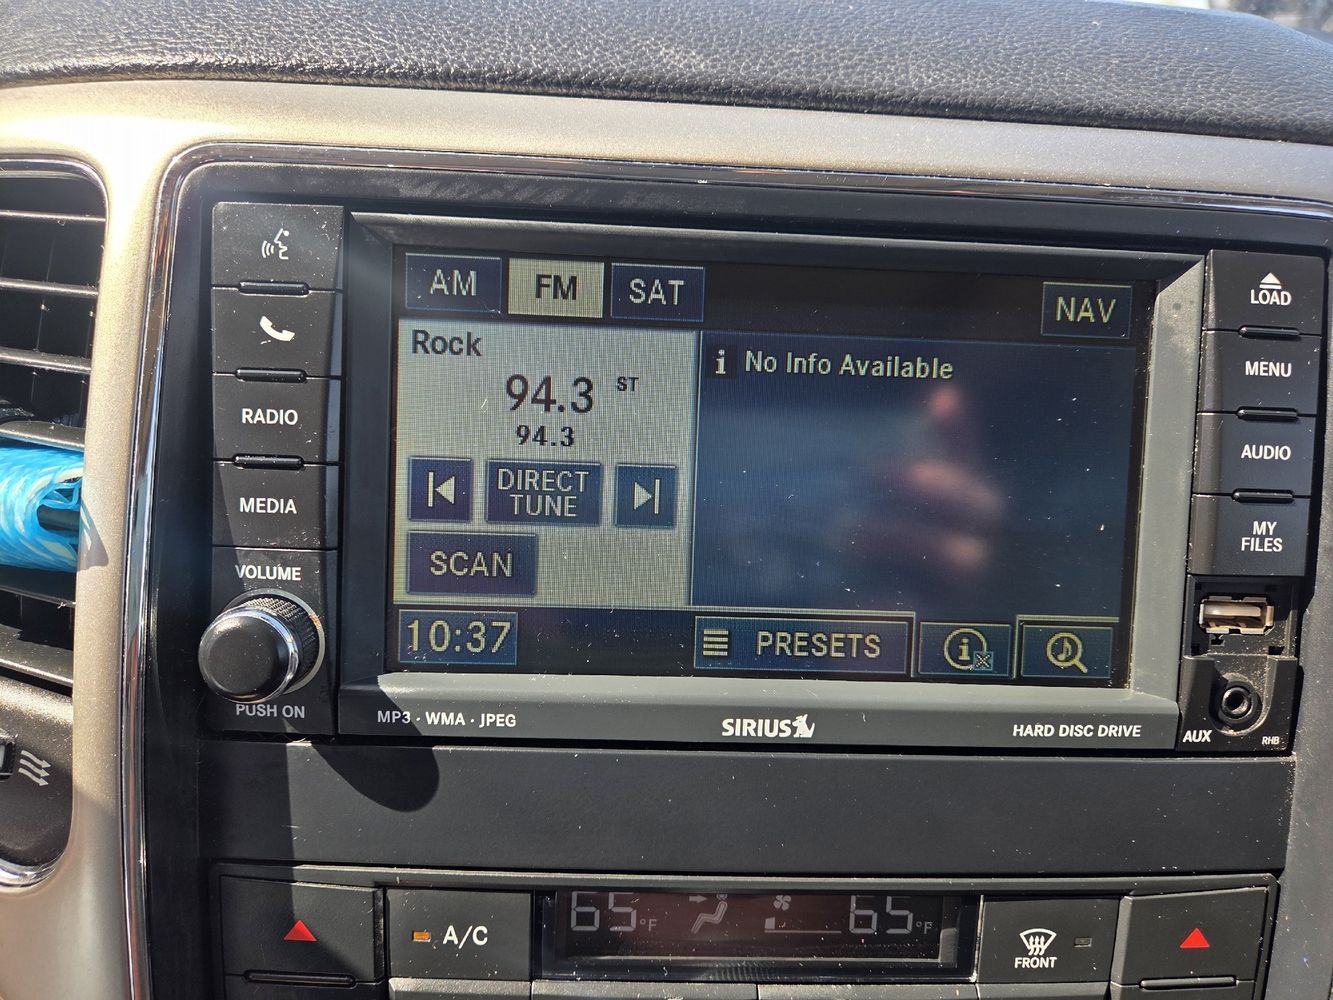 AM
FM
SAT
NAV
Rock
94.3 ST
94.3
DIRECT
TUNE
SCAN
i No Info Available
10:37
PRESETS
i
RADIO
MEDIA
VOLUME
PUSH ON
LOAD
MENU
AUDIO
MY
FILES
MP3 · WMA · JPEG
SIRIUS
HARD DISC DRIVE
AUX
RHB
A/C
65°F
65°F
FRONT